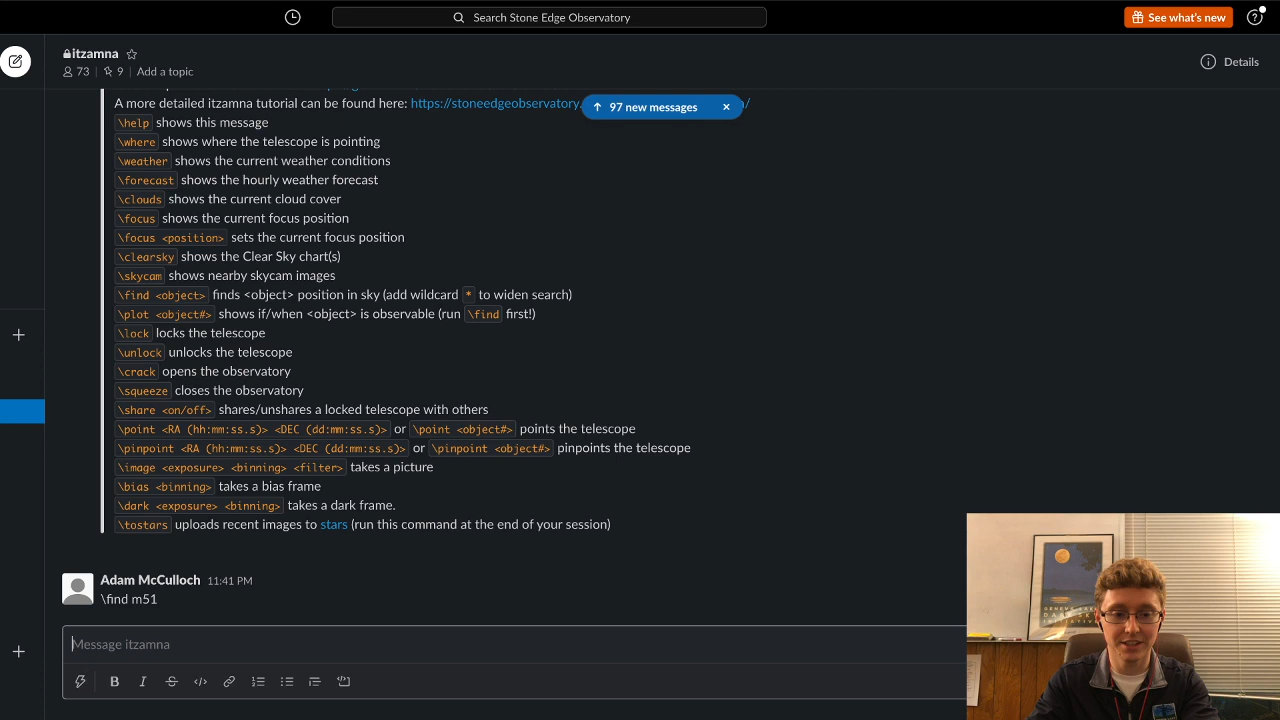 Search Stone Edge Observatory
See what's new
itzamna
73
9
Add a topic
Details
97 new messages
A more detailed itzamna tutorial can be found here: https://stoneedgeobservatory.
\help shows this message
\where shows where the telescope is pointing
\weather shows the current weather conditions
\forecast shows the hourly weather forecast
\clouds shows the current cloud cover
\focus shows the current focus position
\focus <position> sets the current focus position
\clearsky shows the Clear Sky chart(s)
\skycam shows nearby skycam images
\find <object> finds <object> position in sky (add wildcard * to widen search)
\plot <object#> shows if/when <object> is observable (run \find first!)
\lock locks the telescope
\unlock unlocks the telescope
\crack opens the observatory
\squeeze closes the observatory
\share <on/off> shares/unshares a locked telescope with others
\point <RA (hh:mm:ss.s)> <DEC (dd:mm:ss.s)> or \point <object#> points the telescope
\pinpoint <RA (hh:mm:ss.s)> <DEC (dd:mm:ss.s)> or \pinpoint <object#> pinpoints the telescope
\image <exposure> <binning> <filter> takes a picture
\bias <binning> takes a bias frame
\dark <exposure> <binning> takes a dark frame.
\tostars uploads recent images to stars (run this command at the end of your session)
Adam McCulloch 11:41 PM
\find m51
Message itzamna